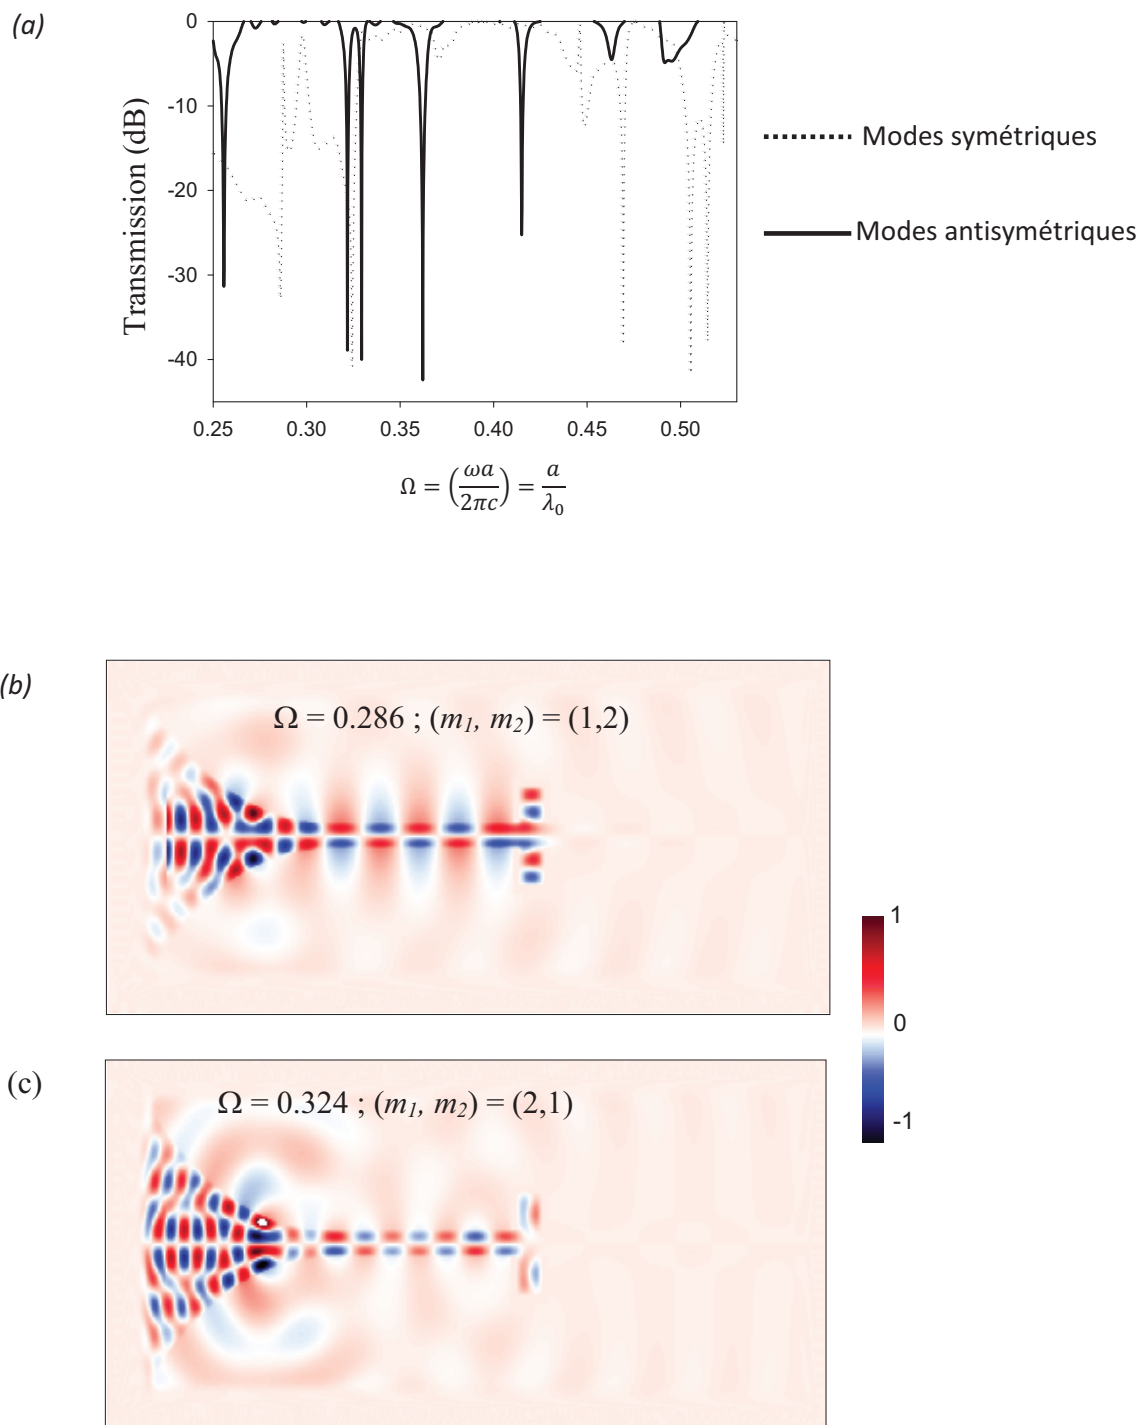 (a)
Transmission (dB)
0
-10
-20
-30
-40
0.25 0.30 0.35 0.40 0.45 0.50
Ω = (ωa/2πc) = a/λ₀
Modes symétriques
Modes antisymétriques
(b)
Ω = 0.286 ; (m₁, m₂) = (1,2)
(c)
Ω = 0.324 ; (m₁, m₂) = (2,1)
1
0
-1